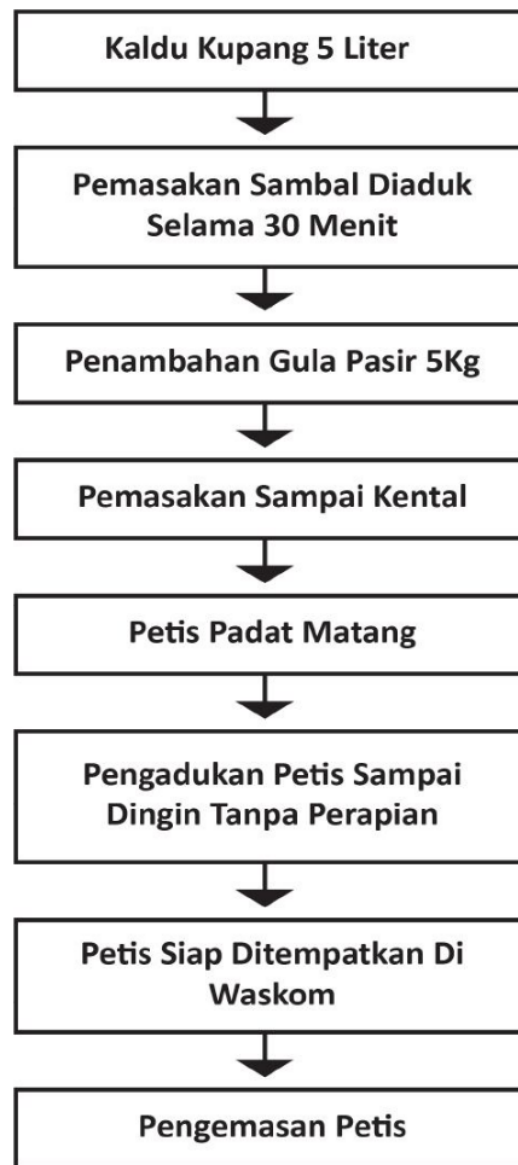 Kaldu Kupang 5 Liter
Pemasakan Sambal Diaduk
Selama 30 Menit
Penambahan Gula Pasir 5Kg
Pemasakan Sampai Kental
Petis Padat Matang
Pengadukan Petis Sampai
Dingin Tanpa Perapian
Petis Siap Ditempatkan Di
Waskom
Pengemasan Petis